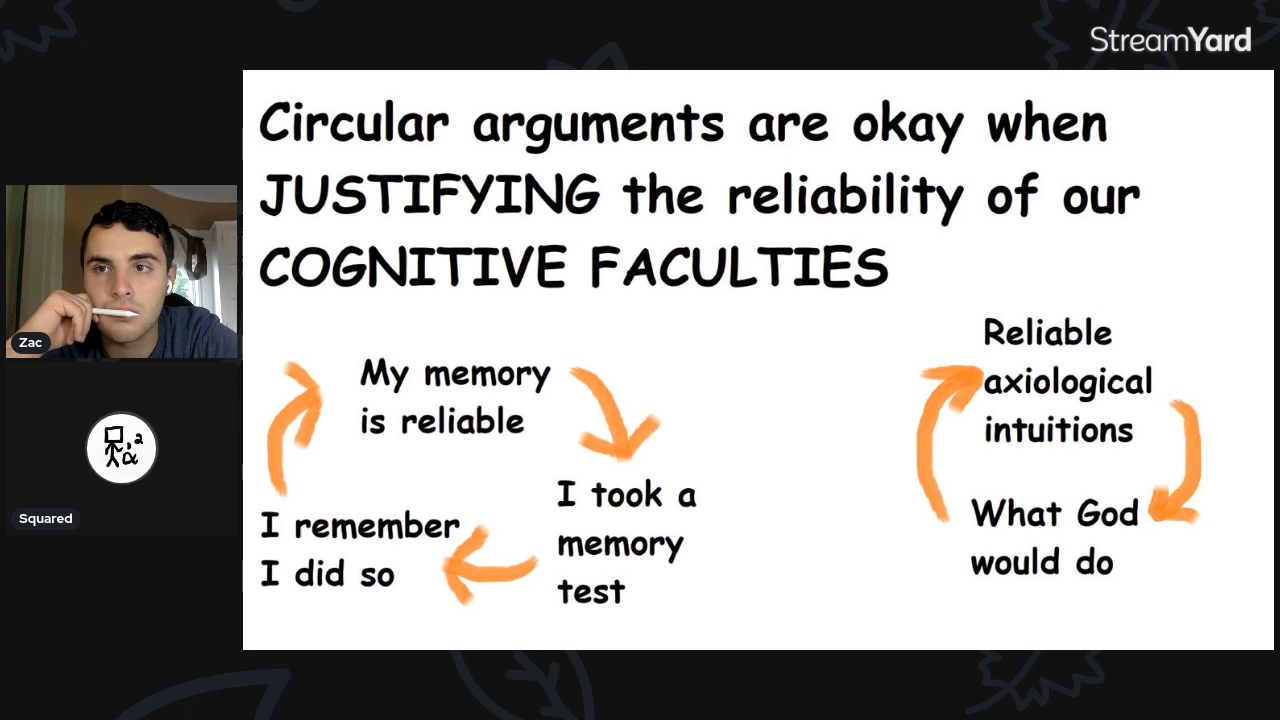 StreamYard
Circular arguments are okay when
JUSTIFYING the reliability of our
COGNITIVE FACULTIES
My memory
is reliable
I took a
memory
test
I remember
I did so
Reliable
axiological
intuitions
What God
would do
Zac
Squared